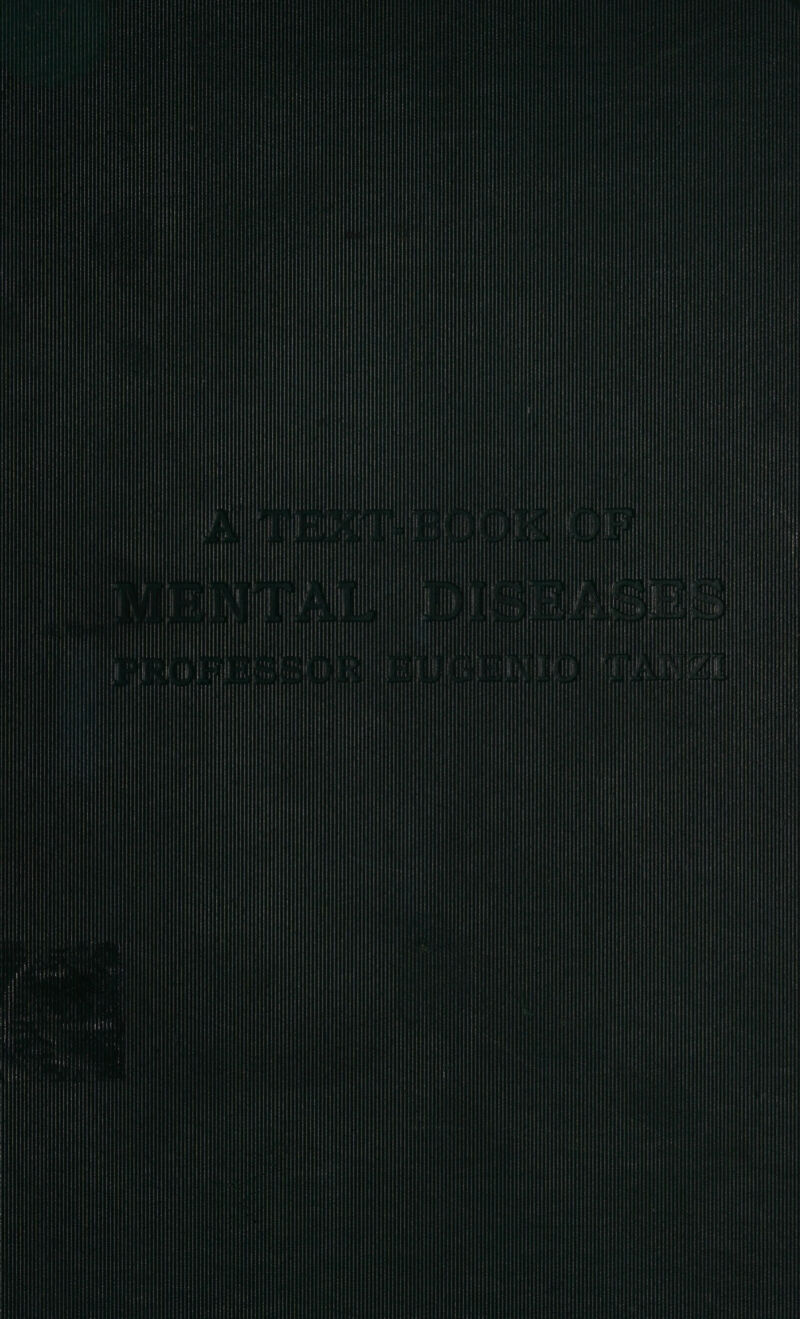 A TEXT-BOOK OF
MENTAL DISEASES
PROFESSOR EUGENIO TANZI